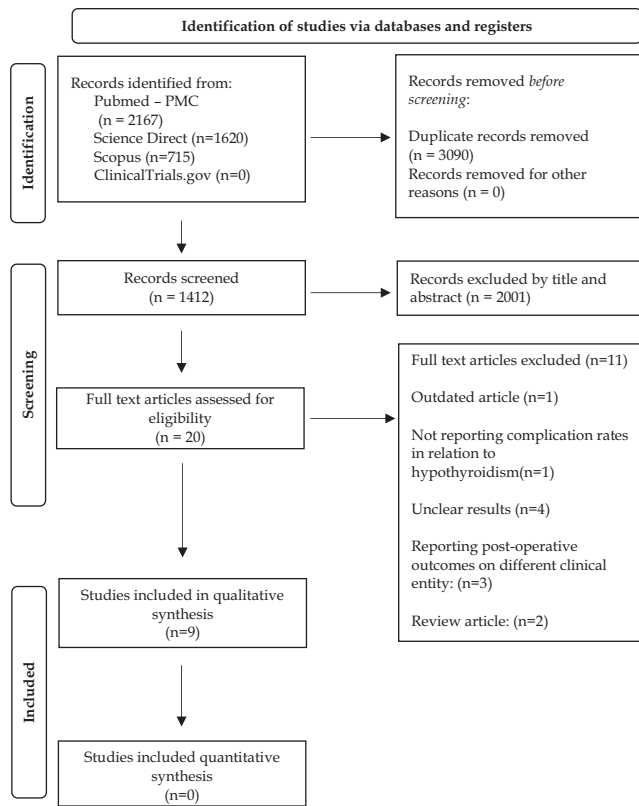 Identification of studies via databases and registers
Identification
Records identified from:
Pubmed – PMC
(n = 2167)
Science Direct (n=1620)
Scopus (n=715)
ClinicalTrials.gov (n=0)
Records removed before
screening:
Duplicate records removed
(n = 3090)
Records removed for other
reasons (n = 0)
Screening
Records screened
(n = 1412)
Records excluded by title and
abstract (n = 2001)
Full text articles assessed for
eligibility
(n = 20)
Full text articles excluded (n=11)
Outdated article (n=1)
Not reporting complication rates
in relation to
hypothyroidism(n=1)
Unclear results (n=4)
Reporting post-operative
outcomes on different clinical
entity: (n=3)
Review article: (n=2)
Included
Studies included in qualitative
synthesis
(n=9)
Studies included quantitative
synthesis
(n=0)